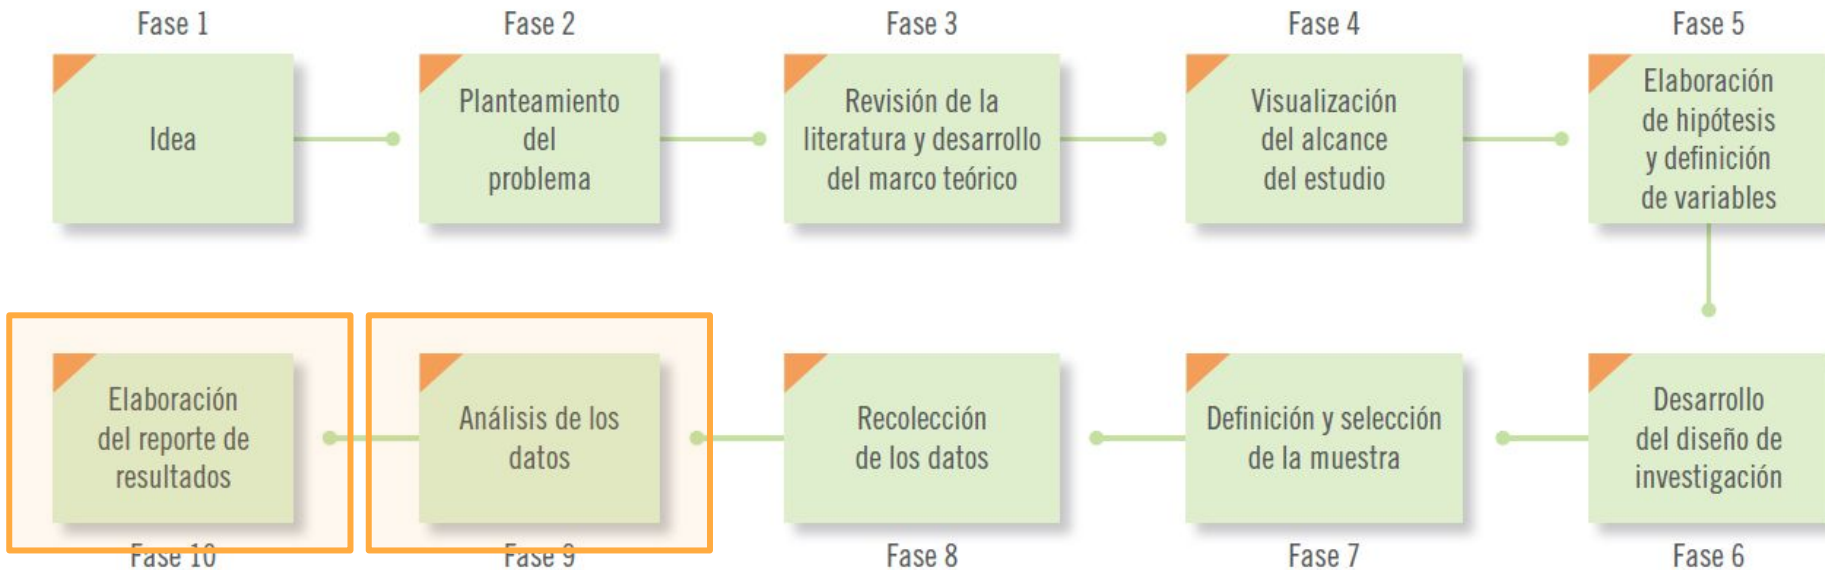 Fase 1
Idea
Fase 2
Planteamiento
del
problema
Fase 3
Revisión de la
literatura y desarrollo
del marco teórico
Fase 4
Visualización
del alcance
del estudio
Fase 5
Elaboración
de hipótesis
y definición
de variables
Desarrollo
del diseño de
investigación
Fase 6
Definición y selección
de la muestra
Fase 7
Recolección
de los datos
Fase 8
Análisis de los
datos
Fase 9
Elaboración
del reporte de
resultados
Fase 10